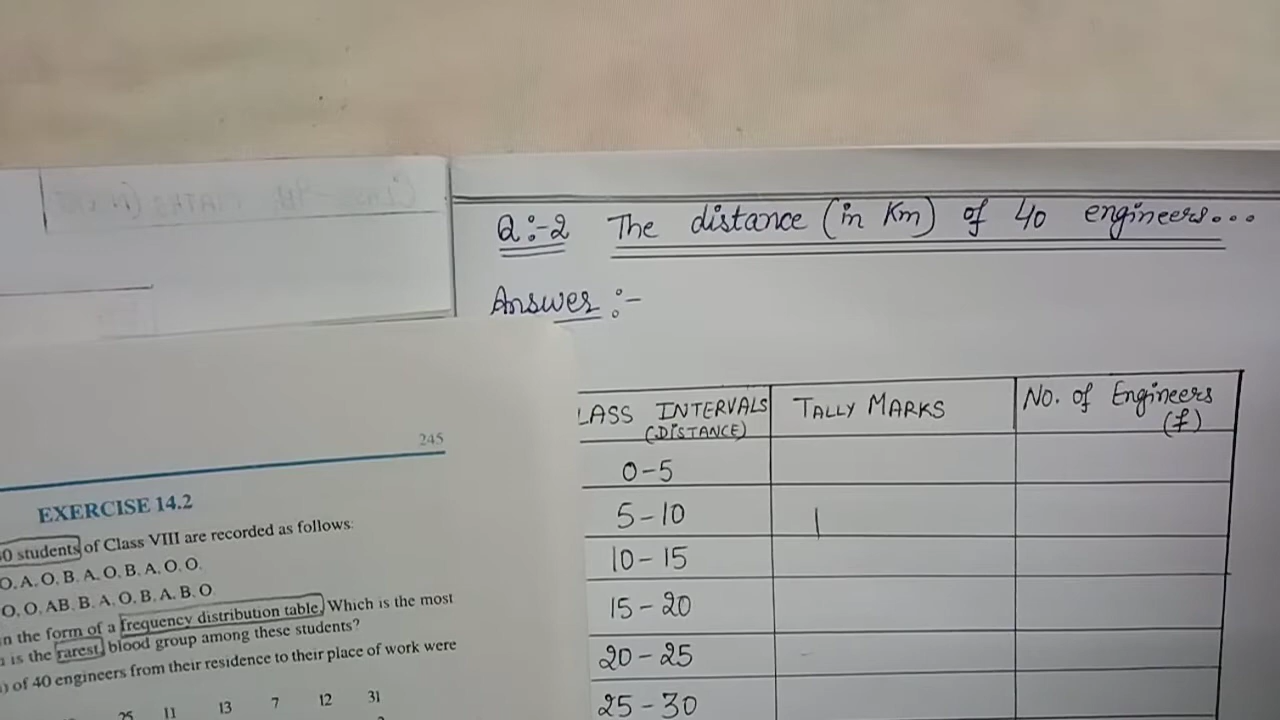 Q:-2 The distance (in Km) of 40 engineers...
Answer :-
LASS INTERVALS (DISTANCE) TALLY MARKS No. of Engineers (f)
0-5
5-10 |
10-15
15-20
20-25
25-30
245
EXERCISE 14.2
0 students of Class VIII are recorded as follows:
O, A, O, B, A, O, B, A, O, O.
O, O, AB, B, A, O, B, A, B, O
n the form of a frequency distribution table. Which is the most
is the rarest, blood group among these students?
) of 40 engineers from their residence to their place of work were
25 11 13 7 12 31